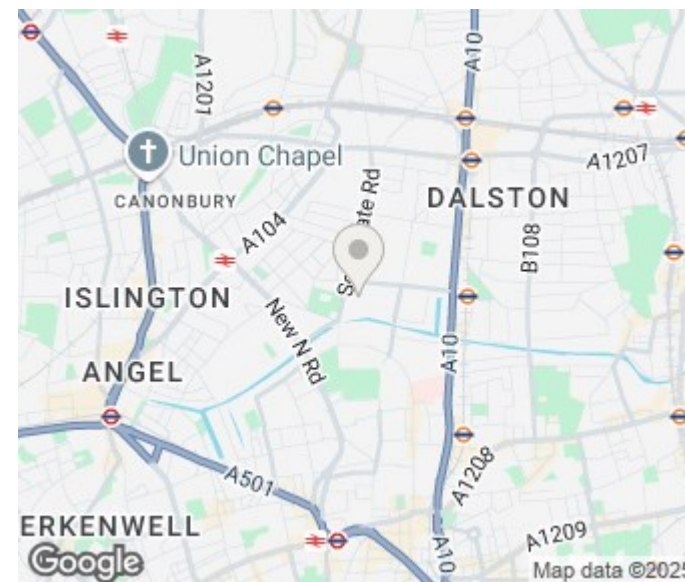 A10
A1201
Union Chapel
A1207
CANONBURY
DALSTON
A104
B108
ISLINGTON
New N Rd
ANGEL
A10
A501
A1208
ERKENWELL
A1209
A10
Google
Map data ©2025